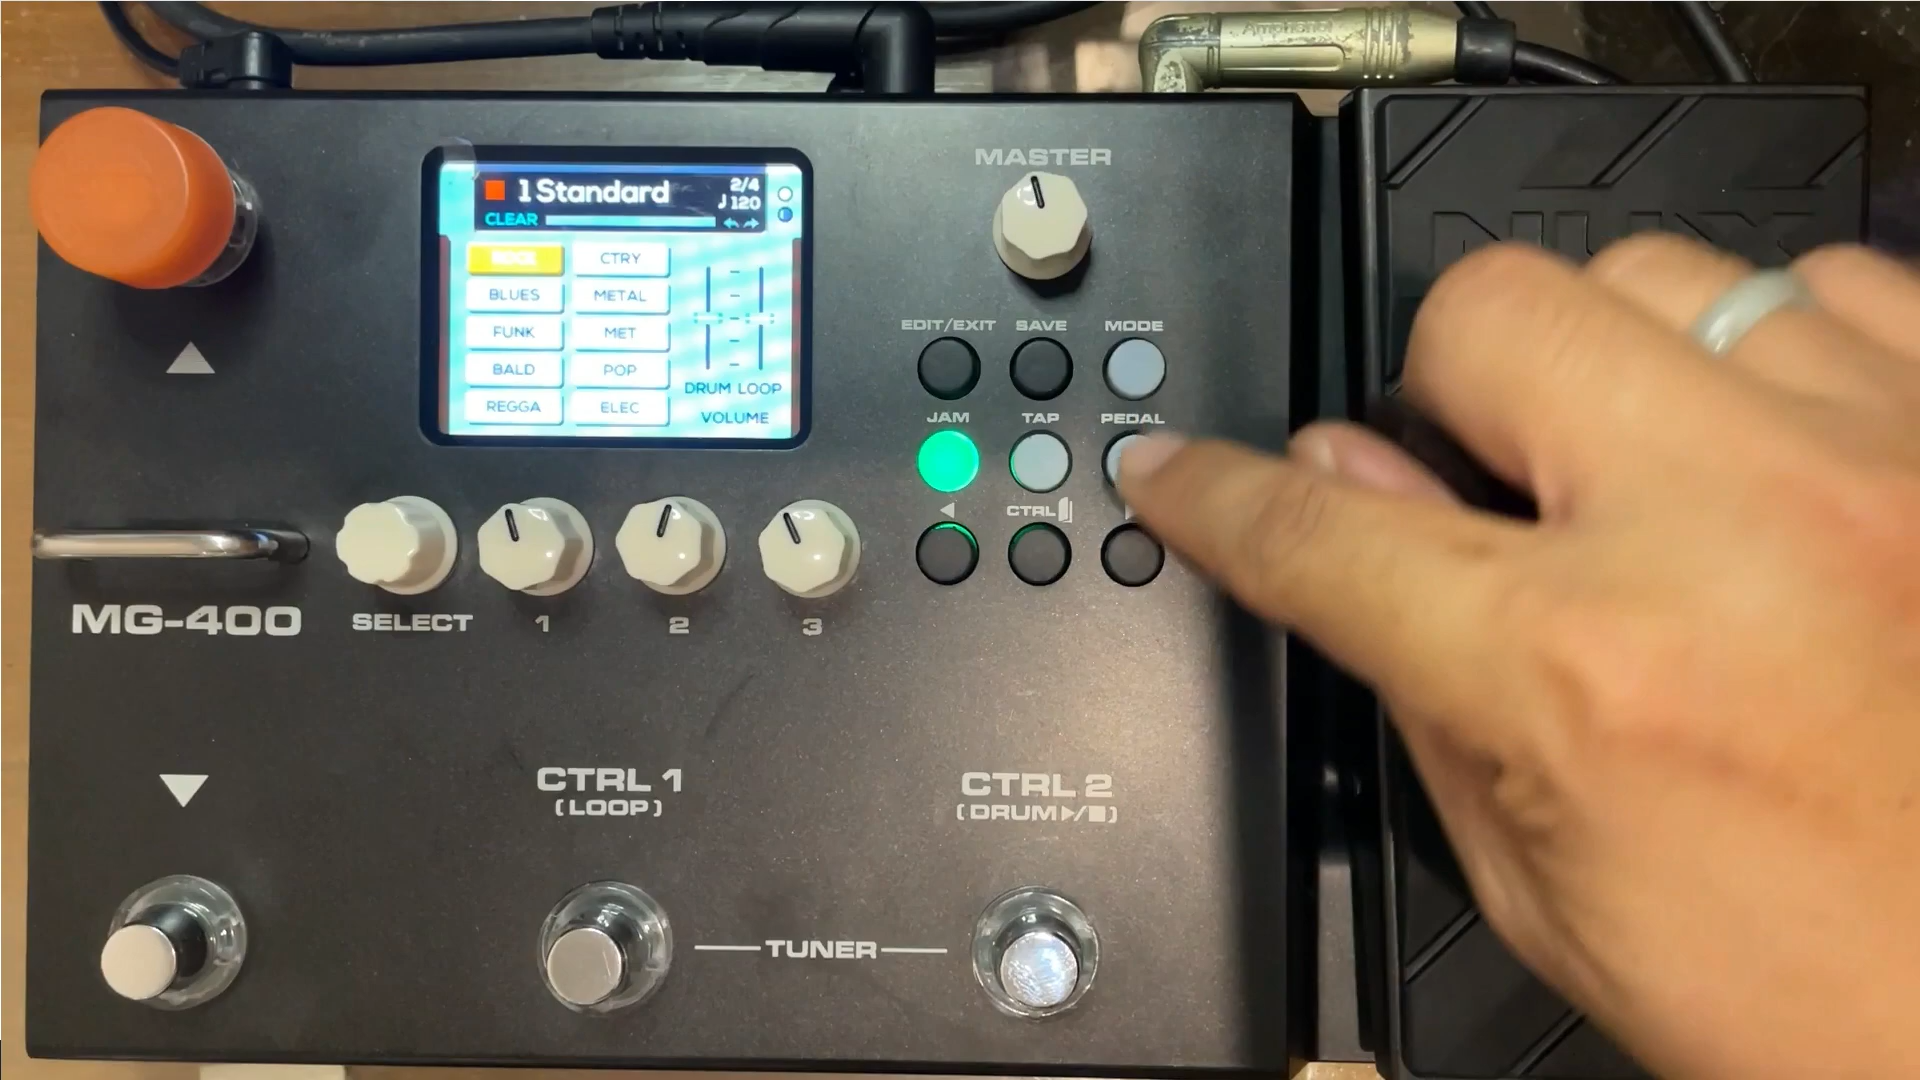 Amphenol
MASTER
1 Standard
2/4
♩120
CLEAR
NUX
ROCK
CTRY
BLUES
METAL
FUNK
MET
BALD
POP
REGGA
ELEC
DRUM LOOP
VOLUME
EDIT/EXIT
SAVE
MODE
JAM
TAP
PEDAL
CTRL
MG-400
SELECT
1
2
3
CTRL 1
(LOOP)
CTRL 2
(DRUM▶/■)
TUNER